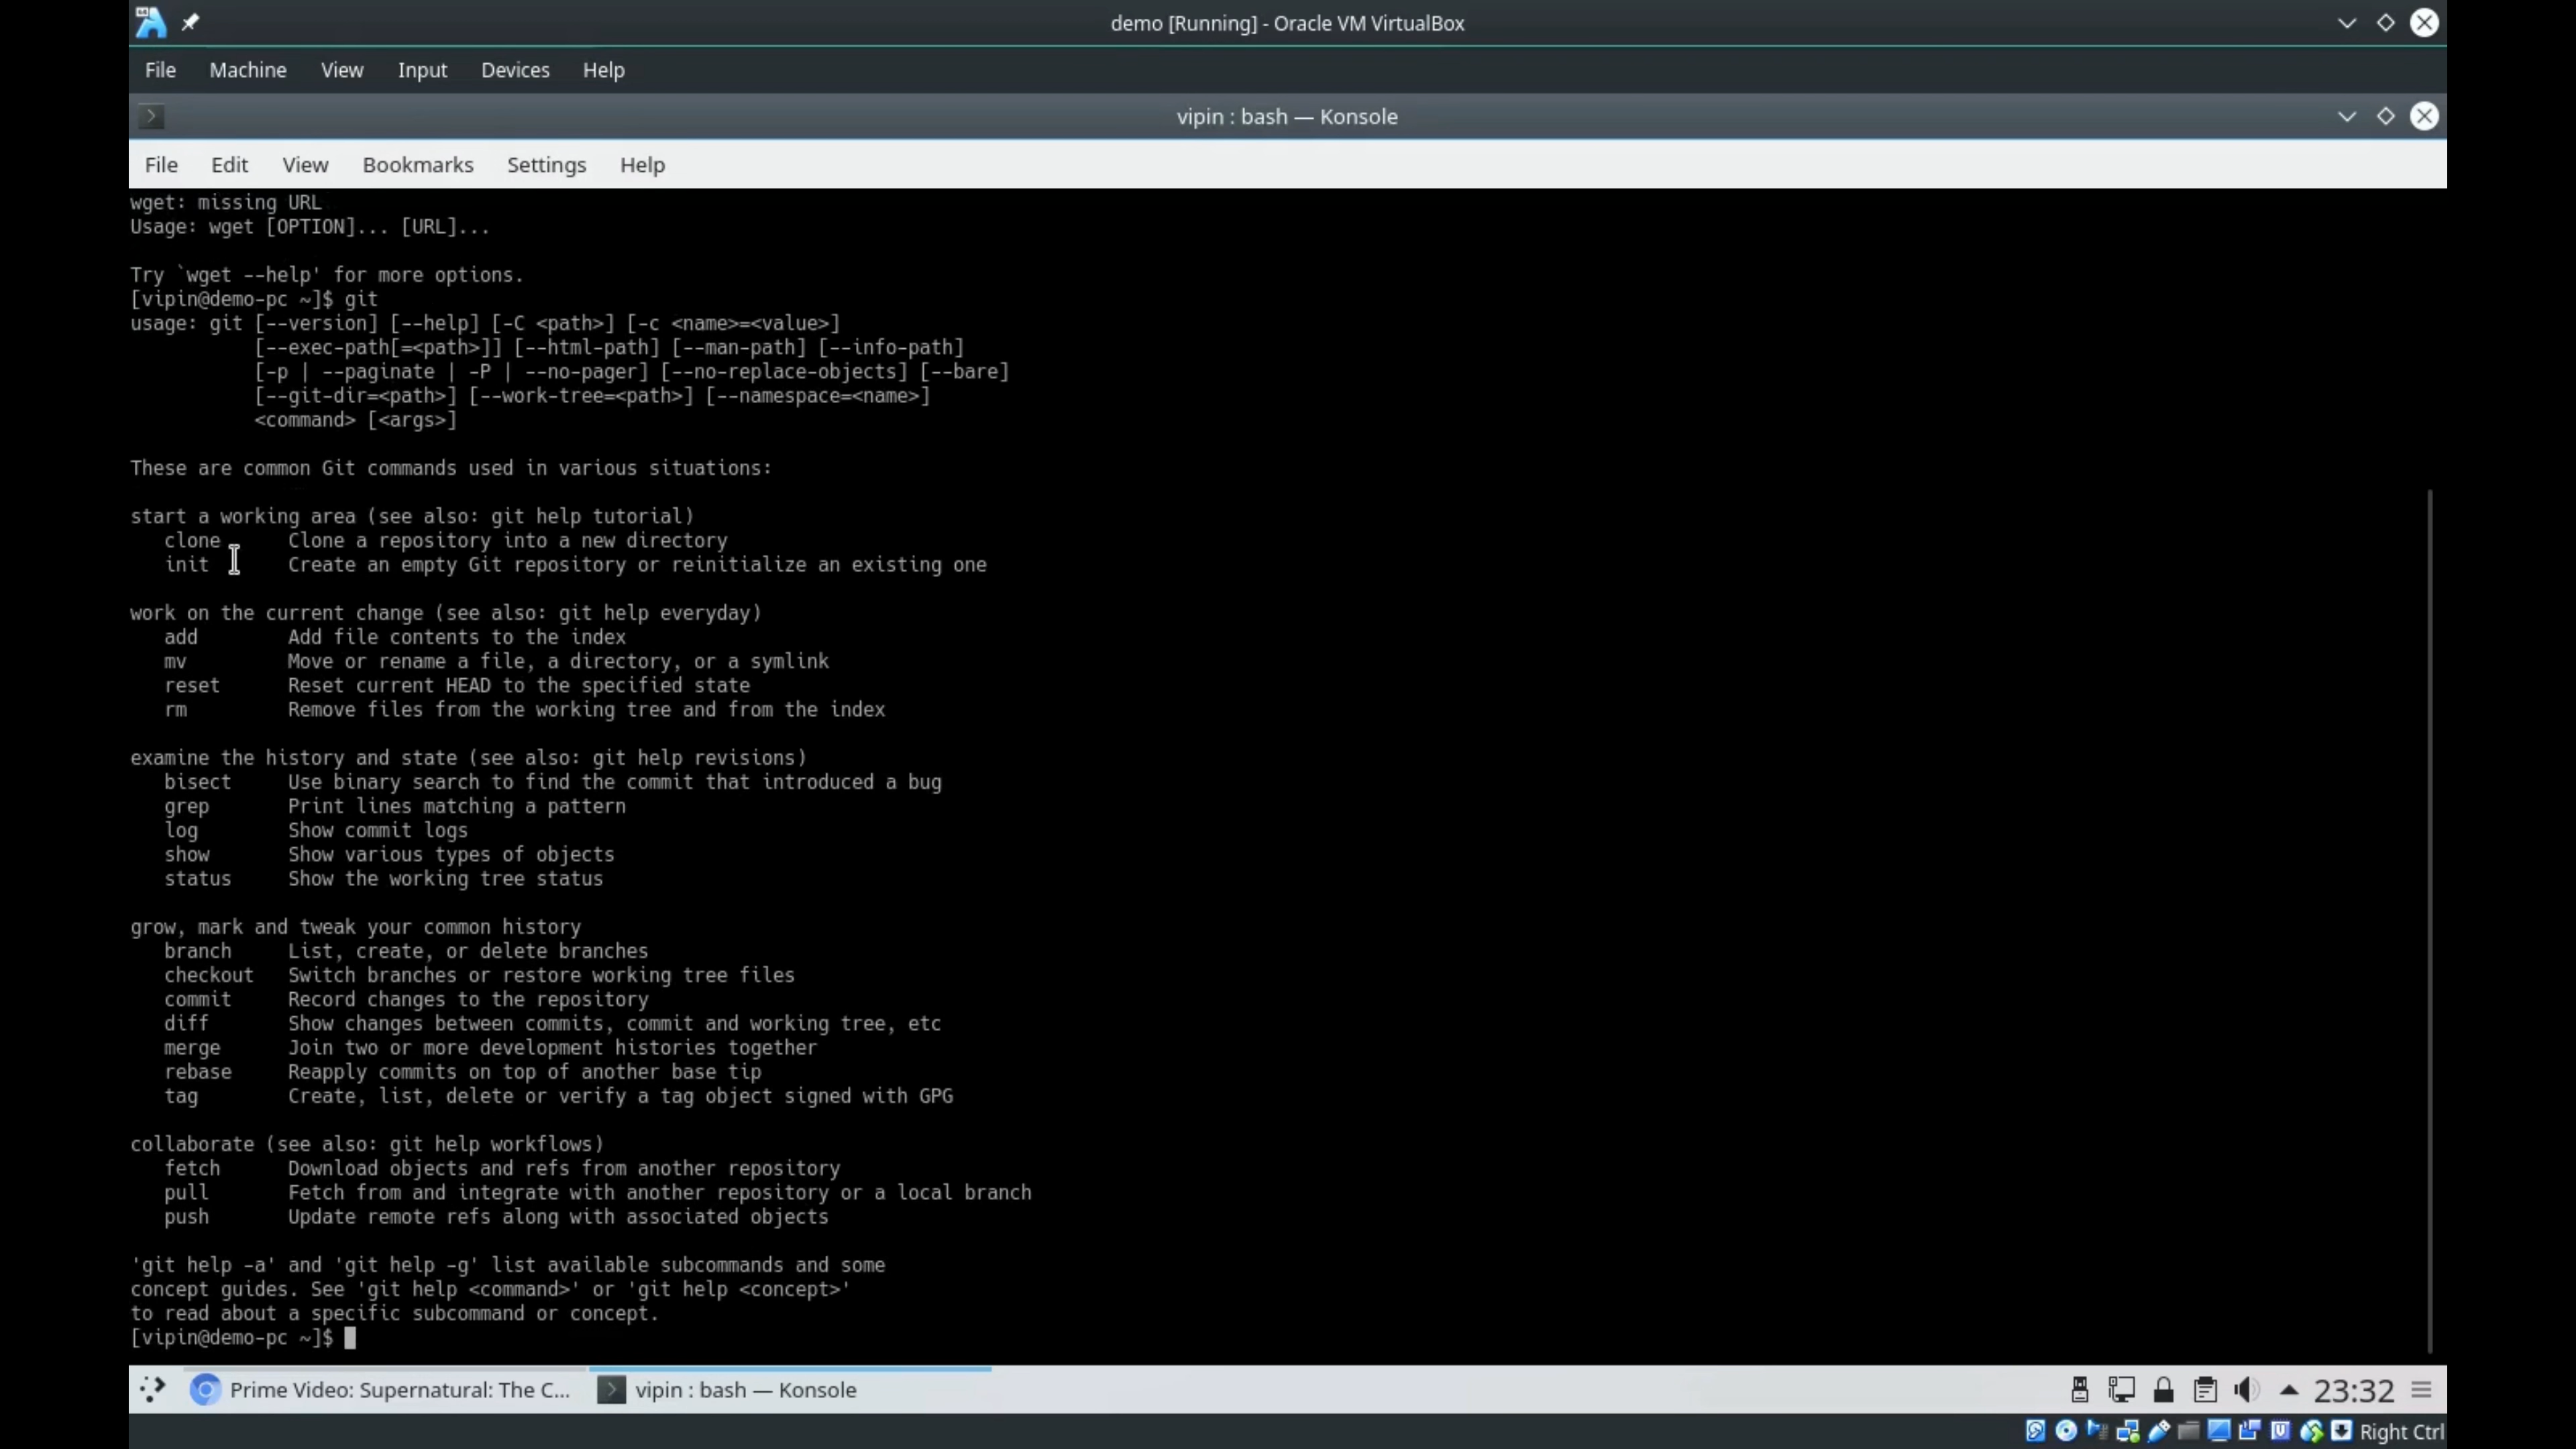 demo [Running] - Oracle VM VirtualBox
File Machine View Input Devices Help
vipin : bash — Konsole
File Edit View Bookmarks Settings Help
wget: missing URL
Usage: wget [OPTION]... [URL]...
Try `wget --help' for more options.
[vipin@demo-pc ~]$ git
usage: git [--version] [--help] [-C <path>] [-c <name>=<value>]
[--exec-path[=<path>]] [--html-path] [--man-path] [--info-path]
[-p | --paginate | -P | --no-pager] [--no-replace-objects] [--bare]
[--git-dir=<path>] [--work-tree=<path>] [--namespace=<name>]
<command> [<args>]
These are common Git commands used in various situations:
start a working area (see also: git help tutorial)
clone Clone a repository into a new directory
init Create an empty Git repository or reinitialize an existing one
work on the current change (see also: git help everyday)
add Add file contents to the index
mv Move or rename a file, a directory, or a symlink
reset Reset current HEAD to the specified state
rm Remove files from the working tree and from the index
examine the history and state (see also: git help revisions)
bisect Use binary search to find the commit that introduced a bug
grep Print lines matching a pattern
log Show commit logs
show Show various types of objects
status Show the working tree status
grow, mark and tweak your common history
branch List, create, or delete branches
checkout Switch branches or restore working tree files
commit Record changes to the repository
diff Show changes between commits, commit and working tree, etc
merge Join two or more development histories together
rebase Reapply commits on top of another base tip
tag Create, list, delete or verify a tag object signed with GPG
collaborate (see also: git help workflows)
fetch Download objects and refs from another repository
pull Fetch from and integrate with another repository or a local branch
push Update remote refs along with associated objects
'git help -a' and 'git help -g' list available subcommands and some
concept guides. See 'git help <command>' or 'git help <concept>'
to read about a specific subcommand or concept.
[vipin@demo-pc ~]$
Prime Video: Supernatural: The C... vipin : bash — Konsole 23:32
Right Ctrl